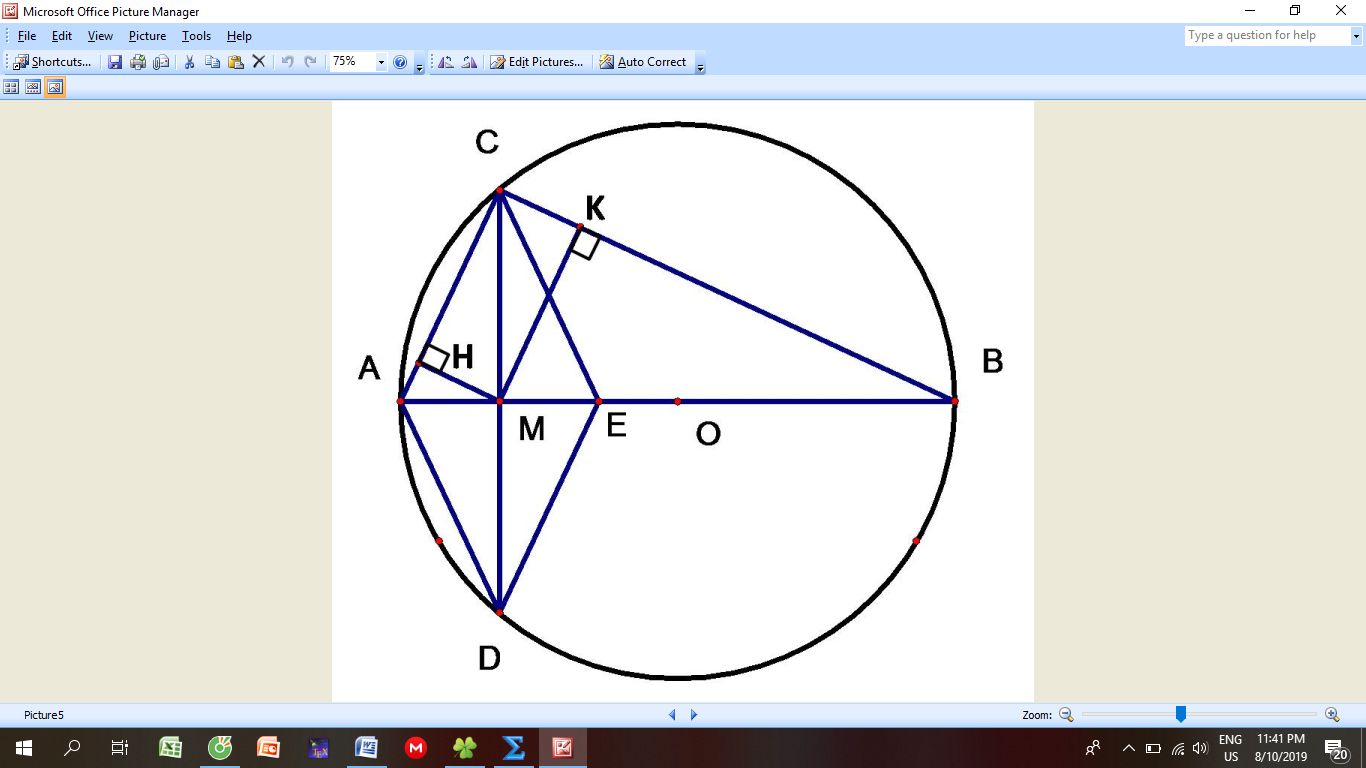 Microsoft Office Picture Manager
File Edit View Picture Tools Help
Type a question for help
Shortcuts... 75% Edit Pictures... Auto Correct
C
K
A
H
B
M
E
O
D
Picture5
Zoom:
ENG
US
11:41 PM
8/10/2019
20